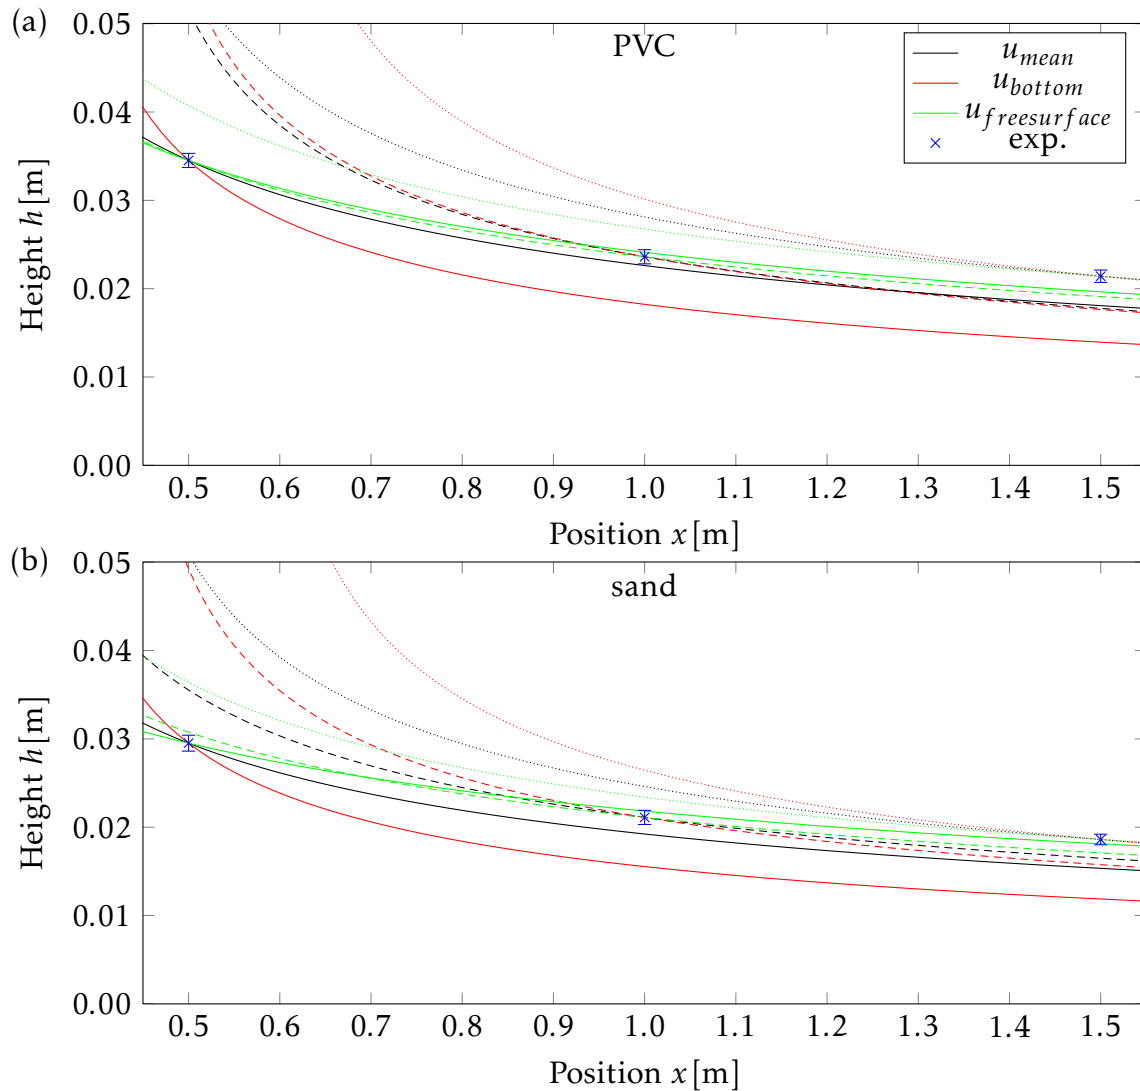 (a)
PVC
u_mean
u_bottom
u_freesurface
exp.
0.05
0.04
0.03
0.02
0.01
0.00
Height h [m]
0.5 0.6 0.7 0.8 0.9 1.0 1.1 1.2 1.3 1.4 1.5
Position x [m]
(b)
sand
0.05
0.04
0.03
0.02
0.01
0.00
Height h [m]
0.5 0.6 0.7 0.8 0.9 1.0 1.1 1.2 1.3 1.4 1.5
Position x [m]